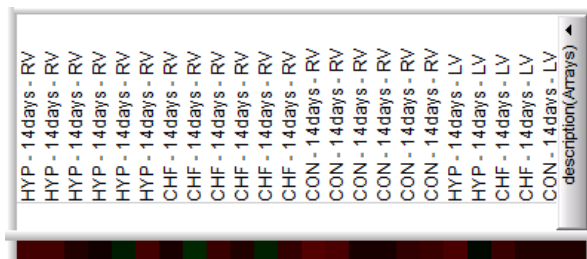 HYP - 14days - RV
HYP - 14days - RV
HYP - 14days - RV
HYP - 14days - RV
HYP - 14days - RV
HYP - 14days - RV
CHF - 14days - RV
CHF - 14days - RV
CHF - 14days - RV
CHF - 14days - RV
CHF - 14days - RV
CHF - 14days - RV
CON - 14days - RV
CON - 14days - RV
CON - 14days - RV
CON - 14days - RV
CON - 14days - RV
CON - 14days - RV
HYP - 14days - LV
HYP - 14days - LV
CHF - 14days - LV
CHF - 14days - LV
CON - 14days - LV
description(Arrays)